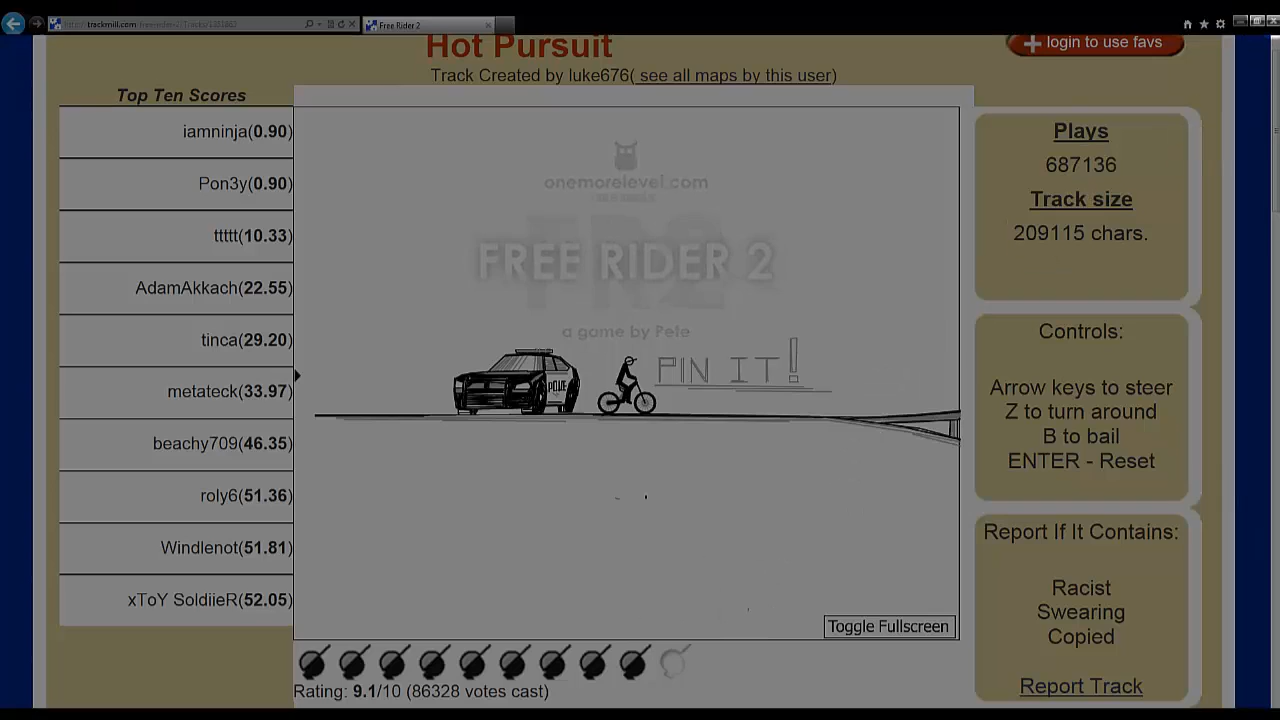 trackmill.com
Free Rider 2
Hot Pursuit
login to use favs
Track Created by luke676( see all maps by this user)
Top Ten Scores
iamninja(0.90)
Pon3y(0.90)
ttttt(10.33)
AdamAkkach(22.55)
tinca(29.20)
metateck(33.97)
beachy709(46.35)
roly6(51.36)
Windlenot(51.81)
xToY SoldiieR(52.05)
onemorelevel.com
FREE RIDER 2
a game by Pele
POLICE
PIN IT!
Toggle Fullscreen
Rating: 9.1/10 (86328 votes cast)
Plays
687136
Track size
209115 chars.
Controls:
Arrow keys to steer
Z to turn around
B to bail
ENTER - Reset
Report If It Contains:
Racist
Swearing
Copied
Report Track